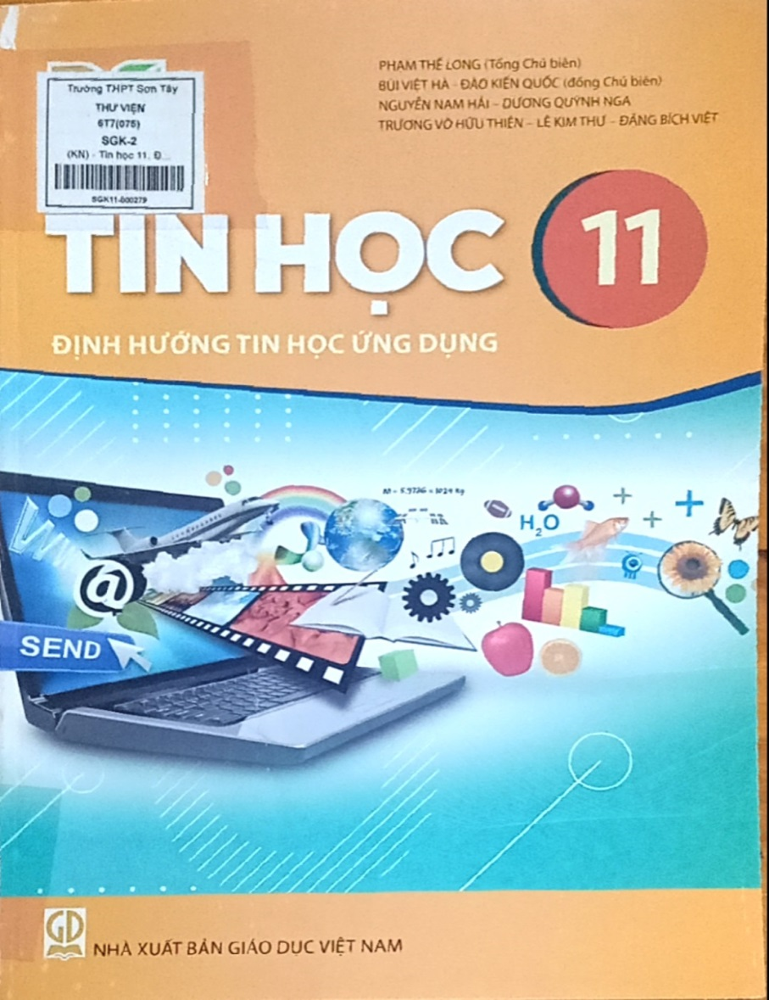 PHẠM THẾ LONG (Tổng Chủ biên)
BÙI VIỆT HÀ - ĐÀO KIẾN QUỐC (đồng Chủ biên)
NGUYỄN NAM HẢI – DƯƠNG QUỲNH NGA
TRƯƠNG VÕ HỮU THIÊN – LÊ KIM THƯ – ĐẶNG BÍCH VIỆT
Trường THPT Sơn Tây
THƯ VIỆN
6T7(075)
SGK-2
(KN) - Tin học 11. Đ...
SGK11-000279
TIN HỌC 11
ĐỊNH HƯỚNG TIN HỌC ỨNG DỤNG
M = 5.9736 × 1024 Kg
H2O
@
SEND
GD
NHÀ XUẤT BẢN GIÁO DỤC VIỆT NAM